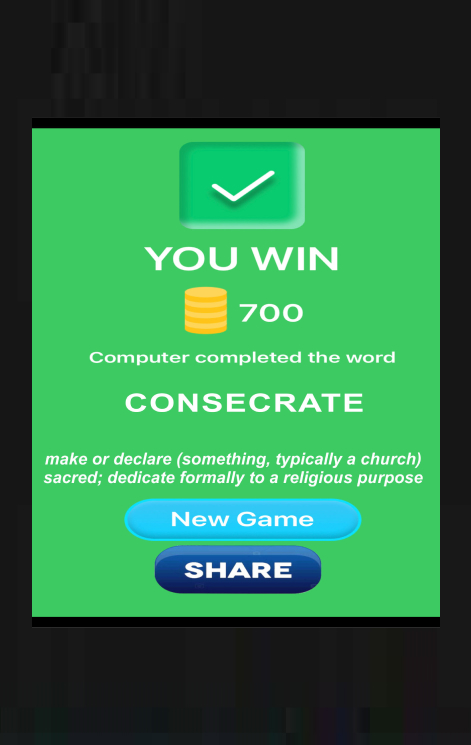 YOU WIN
700
Computer completed the word
CONSECRATE
make or declare (something, typically a church)
sacred; dedicate formally to a religious purpose
New Game
SHARE